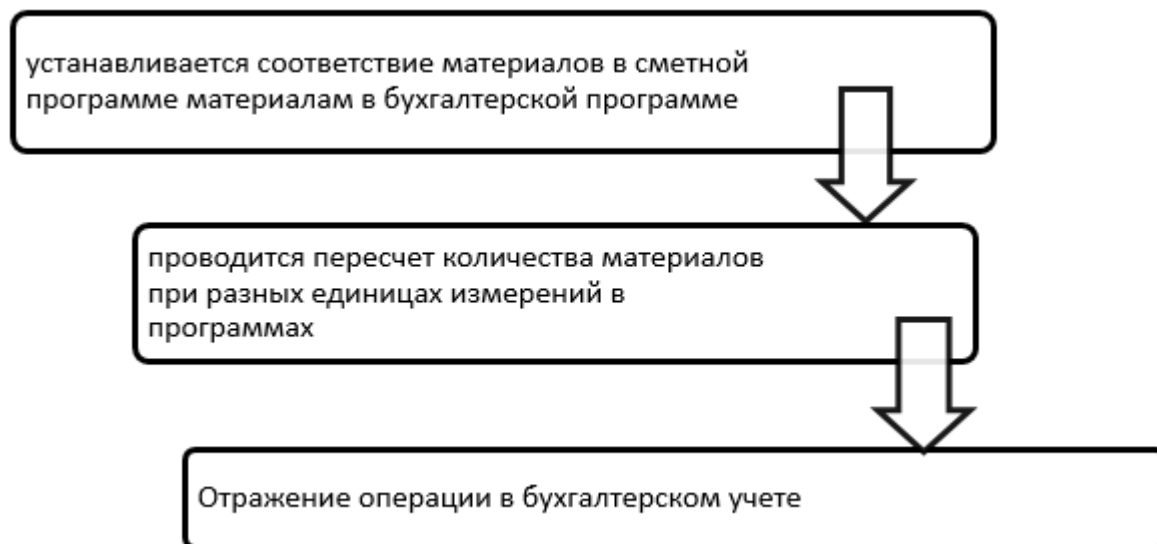 устанавливается соответствие материалов в сметной
программе материалам в бухгалтерской программе
проводится пересчет количества материалов
при разных единицах измерений в
программах
Отражение операции в бухгалтерском учете